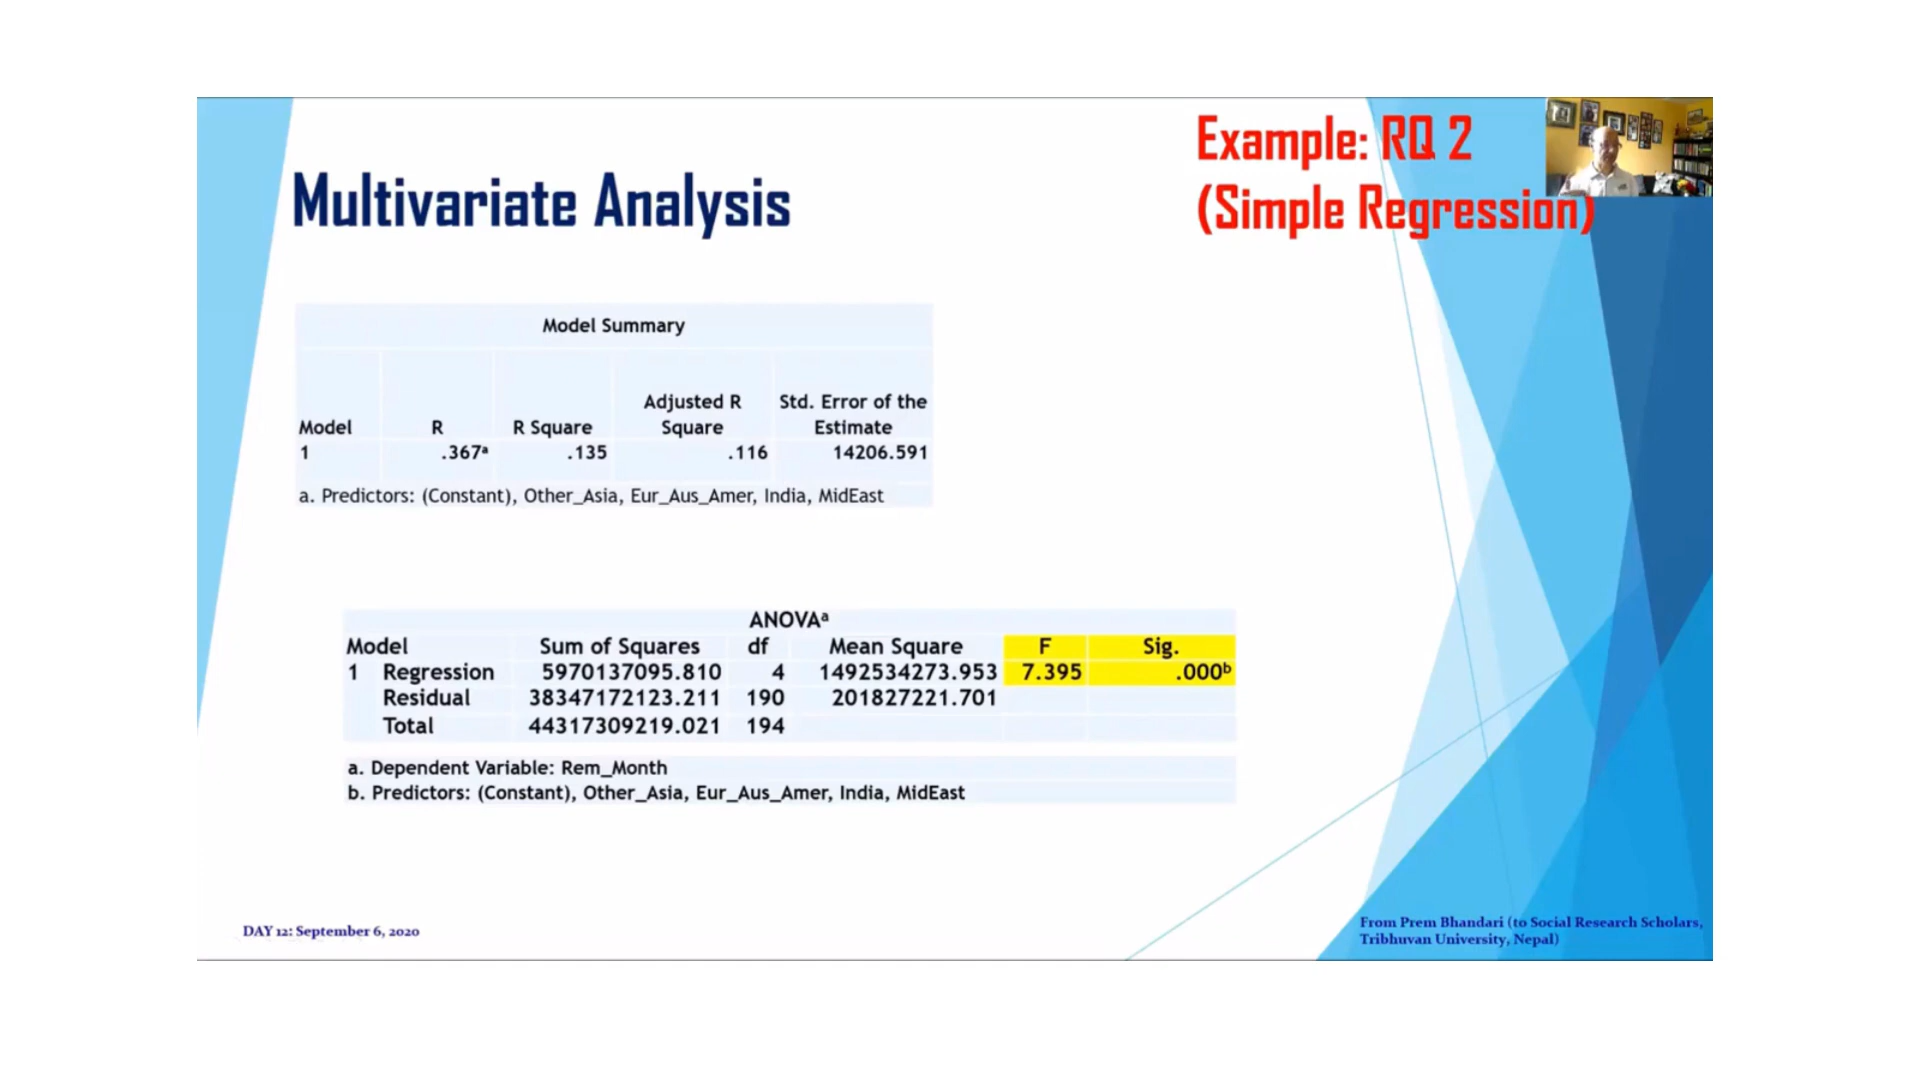 Example: RQ 2
(Simple Regression)
Multivariate Analysis
Model Summary
Model R R Square Adjusted R Square Std. Error of the Estimate
1 .367ᵃ .135 .116 14206.591
a. Predictors: (Constant), Other_Asia, Eur_Aus_Amer, India, MidEast
ANOVAᵃ
Model Sum of Squares df Mean Square F Sig.
1 Regression 5970137095.810 4 1492534273.953 7.395 .000ᵇ
Residual 38347172123.211 190 201827221.701
Total 44317309219.021 194
a. Dependent Variable: Rem_Month
b. Predictors: (Constant), Other_Asia, Eur_Aus_Amer, India, MidEast
DAY 12: September 6, 2020
From Prem Bhandari (to Social Research Scholars,
Tribhuvan University, Nepal)